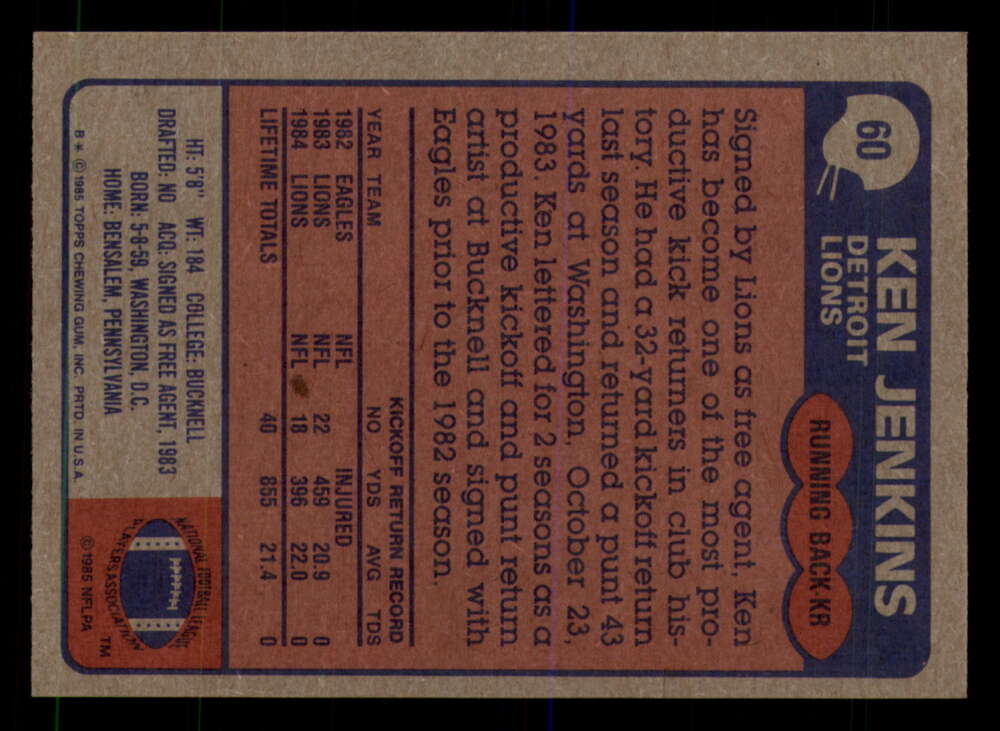 60
KEN JENKINS
DETROIT
LIONS
RUNNING BACK-KR
Signed by Lions as free agent, Ken
has become one of the most pro-
ductive kick returners in club his-
tory. He had a 32-yard kickoff return
last season and returned a punt 43
yards at Washington, October 23,
1983. Ken lettered for 2 seasons as a
productive kickoff and punt return
artist at Bucknell and signed with
Eagles prior to the 1982 season.
KICKOFF RETURN RECORD
YEAR TEAM NO YDS AVG TDS
1982 EAGLES NFL INJURED
1983 LIONS NFL 22 459 20.9 0
1984 LIONS NFL 18 396 22.0 0
LIFETIME TOTALS 40 855 21.4 0
HT: 5'8" WT: 184 COLLEGE: BUCKNELL
DRAFTED: NO ACQ: SIGNED AS FREE AGENT, 1983
BORN: 5-8-59, WASHINGTON, D.C.
HOME: BENSALEM, PENNSYLVANIA
B* © 1985 TOPPS CHEWING GUM, INC. PRTD. IN U.S.A.
NATIONAL FOOTBALL LEAGUE
PLAYERS ASSOCIATION
TM
© 1985 NFLPA